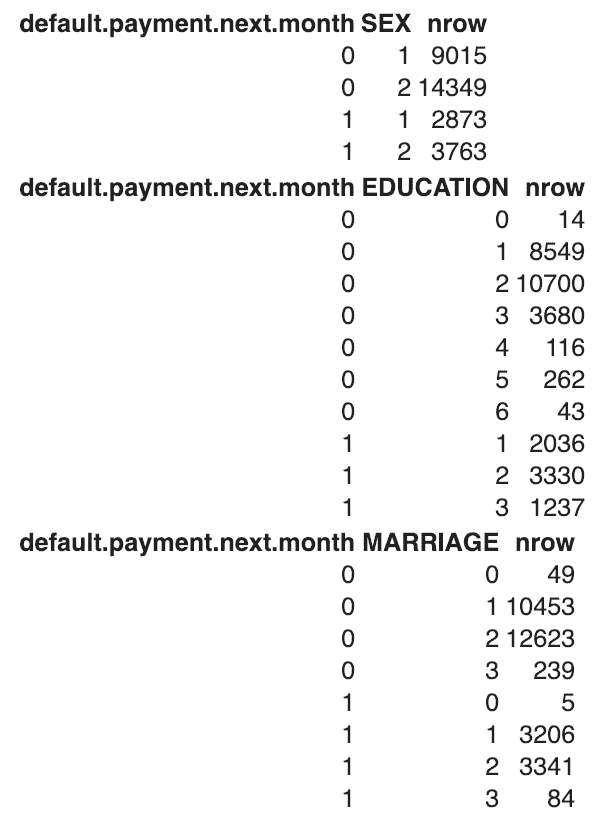 default.payment.next.month SEX nrow
0 1 9015
0 2 14349
1 1 2873
1 2 3763
default.payment.next.month EDUCATION nrow
0 0 14
0 1 8549
0 2 10700
0 3 3680
0 4 116
0 5 262
0 6 43
1 1 2036
1 2 3330
1 3 1237
default.payment.next.month MARRIAGE nrow
0 0 49
0 1 10453
0 2 12623
0 3 239
1 0 5
1 1 3206
1 2 3341
1 3 84